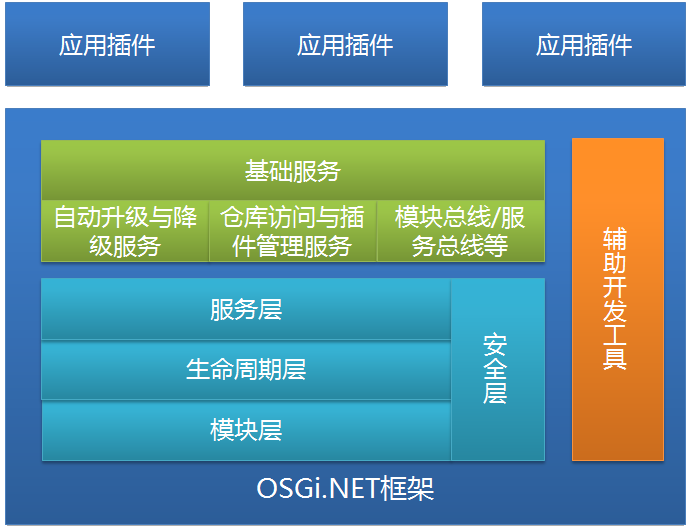 应用插件
应用插件
应用插件
基础服务
自动升级与降
级服务
仓库访问与插
件管理服务
模块总线/服
务总线等
服务层
生命周期层
模块层
安全层
辅助开发工具
OSGi.NET框架